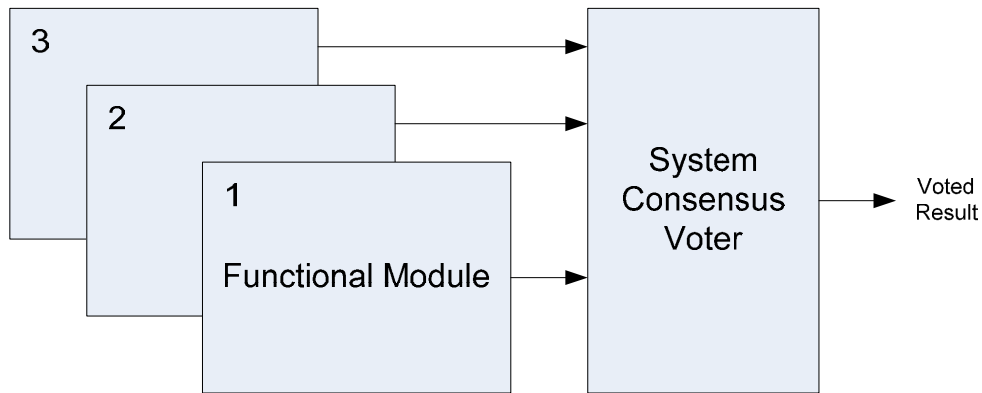 3
2
1
Functional Module
System
Consensus
Voter
Voted
Result